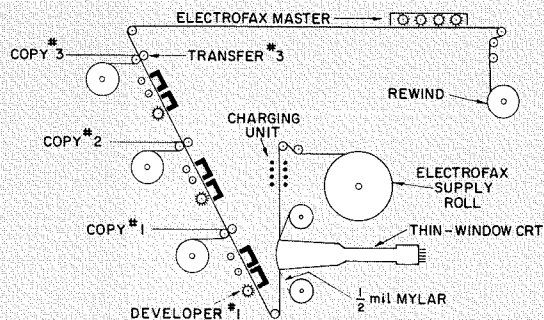 ELECTROFAX MASTER
COPY #3
TRANSFER #3
REWIND
CHARGING
UNIT
COPY #2
ELECTROFAX
SUPPLY
ROLL
COPY #1
THIN-WINDOW CRT
DEVELOPER #1
1/2 mil MYLAR